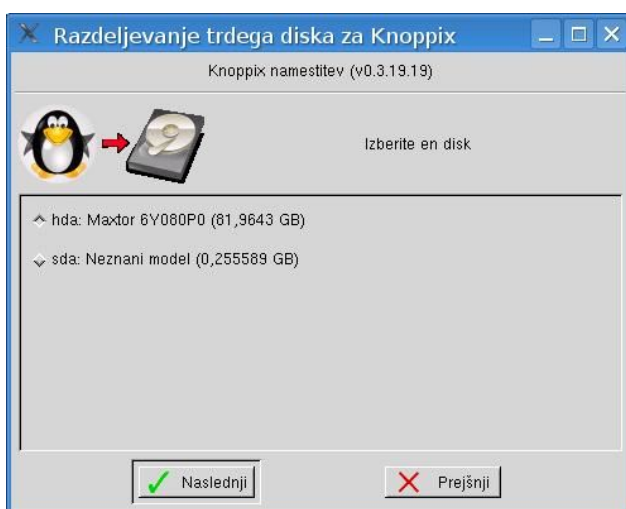 Razdeljevanje trdega diska za Knoppix
Knoppix namestitev (v0.3.19.19)
Izberite en disk
hda: Maxtor 6Y080P0 (81,9643 GB)
sda: Neznani model (0,255589 GB)
Naslednji
Prejšnji